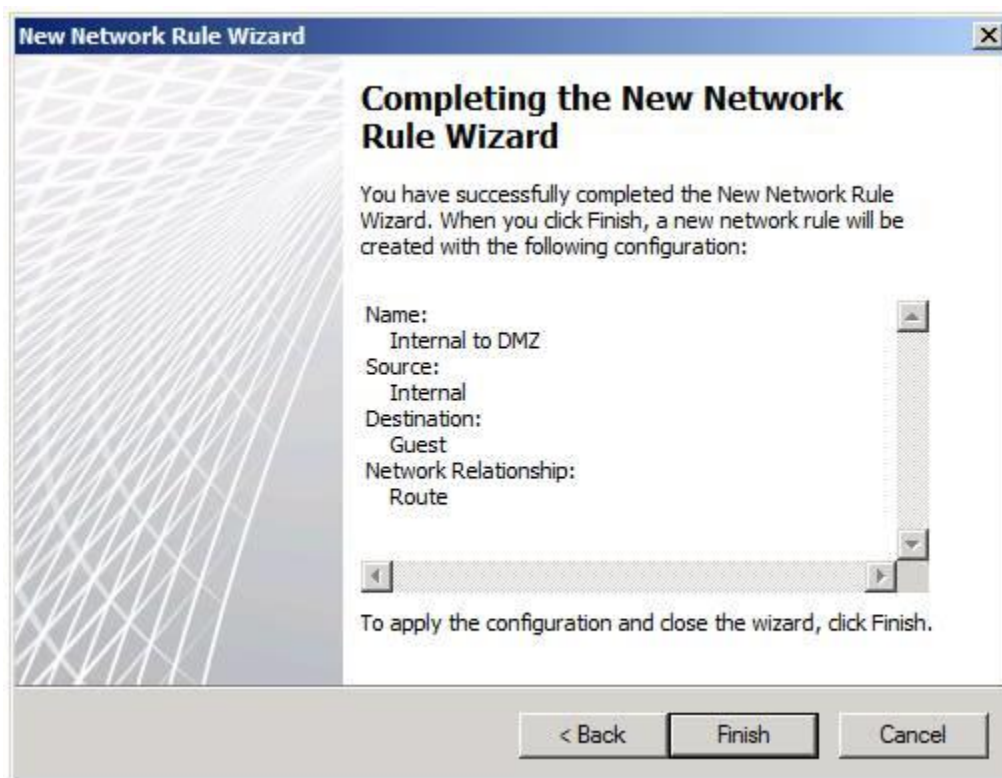 New Network Rule Wizard
Completing the New Network
Rule Wizard
You have successfully completed the New Network Rule
Wizard. When you click Finish, a new network rule will be
created with the following configuration:
Name:
Internal to DMZ
Source:
Internal
Destination:
Guest
Network Relationship:
Route
To apply the configuration and close the wizard, click Finish.
< Back
Finish
Cancel